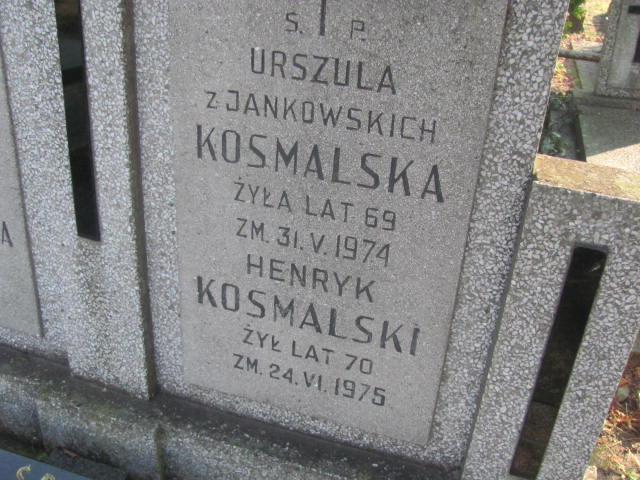 S. P.
URSZULA
Z JANKOWSKICH
KOSMALSKA
ŻYŁA LAT 69
ZM. 31.V.1974
HENRYK
KOSMALSKI
ŻYŁ LAT 70
ZM. 24.VI.1975